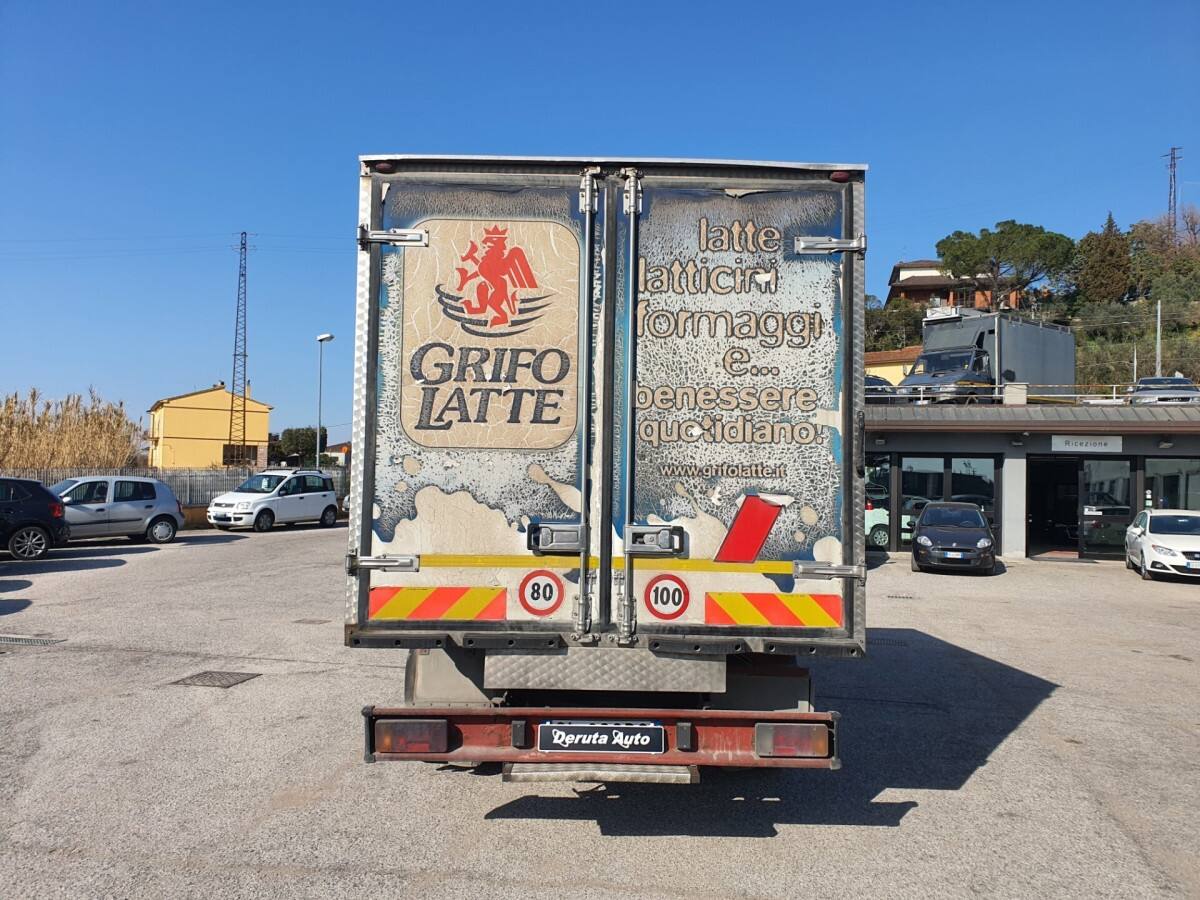 GRIFO
LATTE
latte
latticini
formaggi
e...
benessere
quotidiano.
www.grifolatte.it
80
100
Deruta Auto
Ricezione